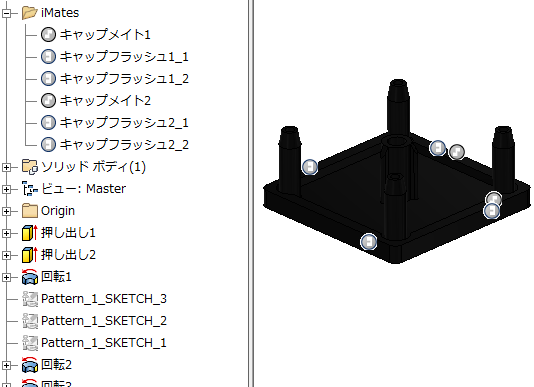 iMates
キャップメイト1
キャップフラッシュ1_1
キャップフラッシュ1_2
キャップメイト2
キャップフラッシュ2_1
キャップフラッシュ2_2
ソリッド ボディ(1)
ビュー: Master
Origin
押し出し1
押し出し2
回転1
Pattern_1_SKETCH_3
Pattern_1_SKETCH_2
Pattern_1_SKETCH_1
回転2
回転3